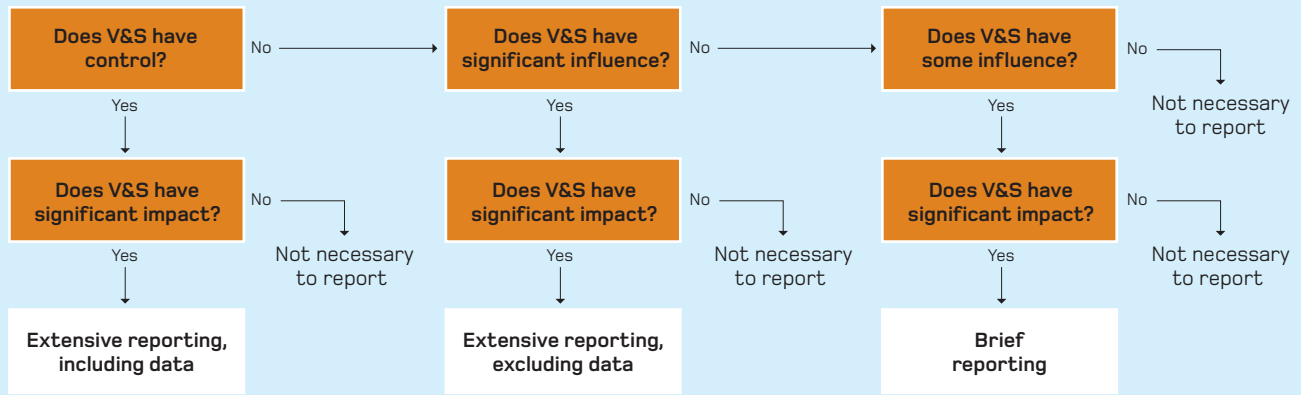 Does V&S have
control?
No
Does V&S have
significant influence?
No
Does V&S have
some influence?
No
Yes
Yes
Yes
Not necessary
to report
Does V&S have
significant impact?
No
Does V&S have
significant impact?
No
Does V&S have
significant impact?
No
Yes
Not necessary
to report
Yes
Not necessary
to report
Yes
Not necessary
to report
Extensive reporting,
including data
Extensive reporting,
excluding data
Brief
reporting